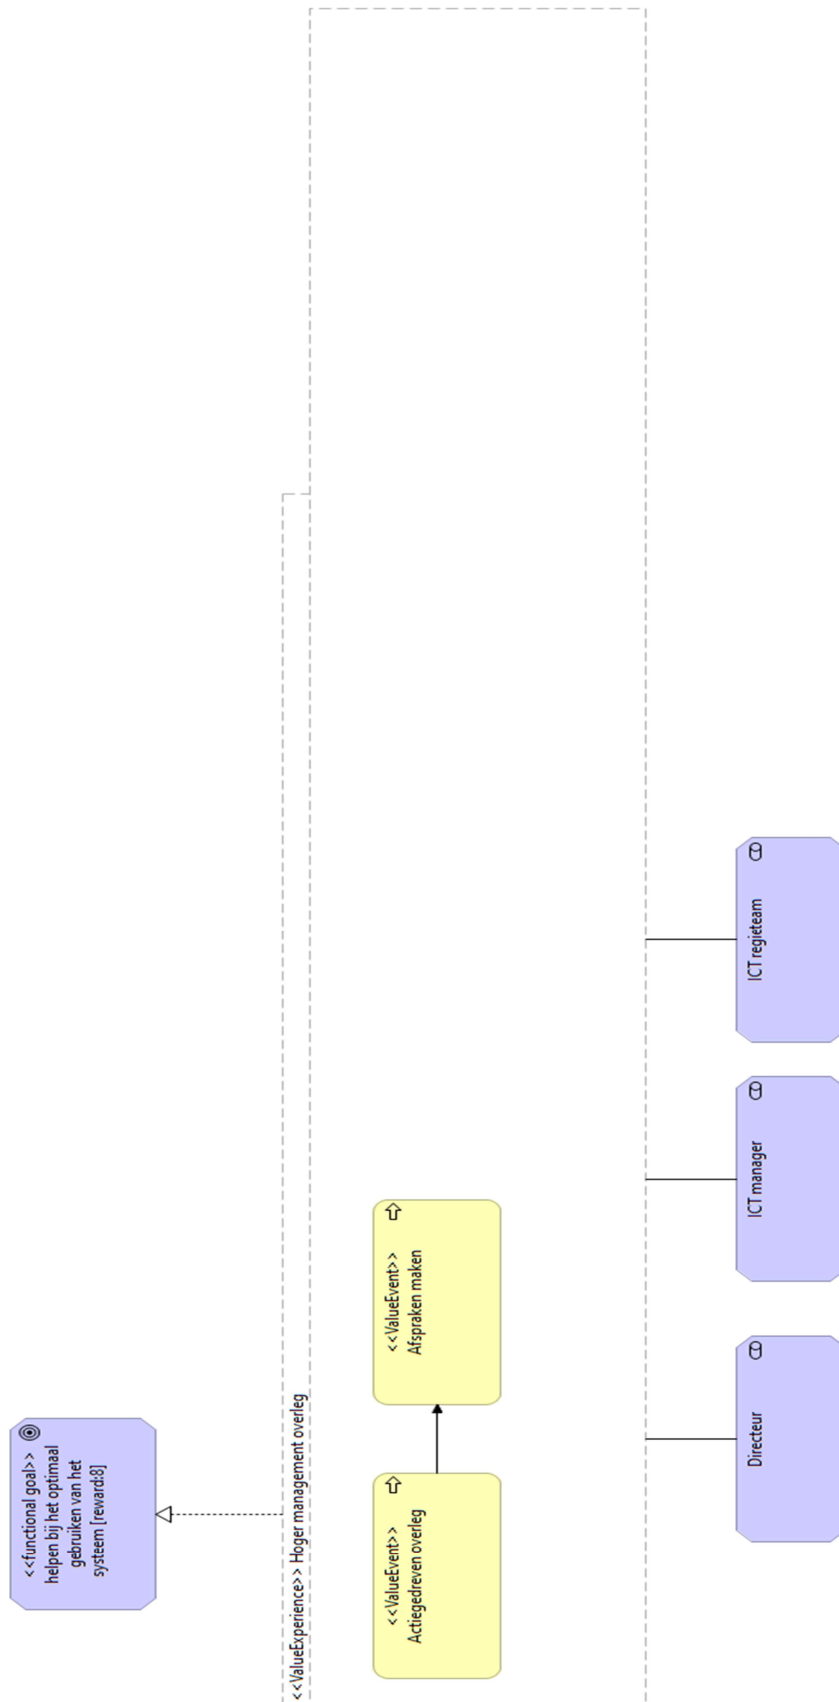 <<functional goal>>
helpen bij het optimaal
gebruiken van het
systeem [reward:8]
<<ValueExperience>> Hoger management overleg
<<ValueEvent>>
Actiegedreven overleg
<<ValueEvent>>
Afspraken maken
Directeur
ICT manager
ICT regieteam